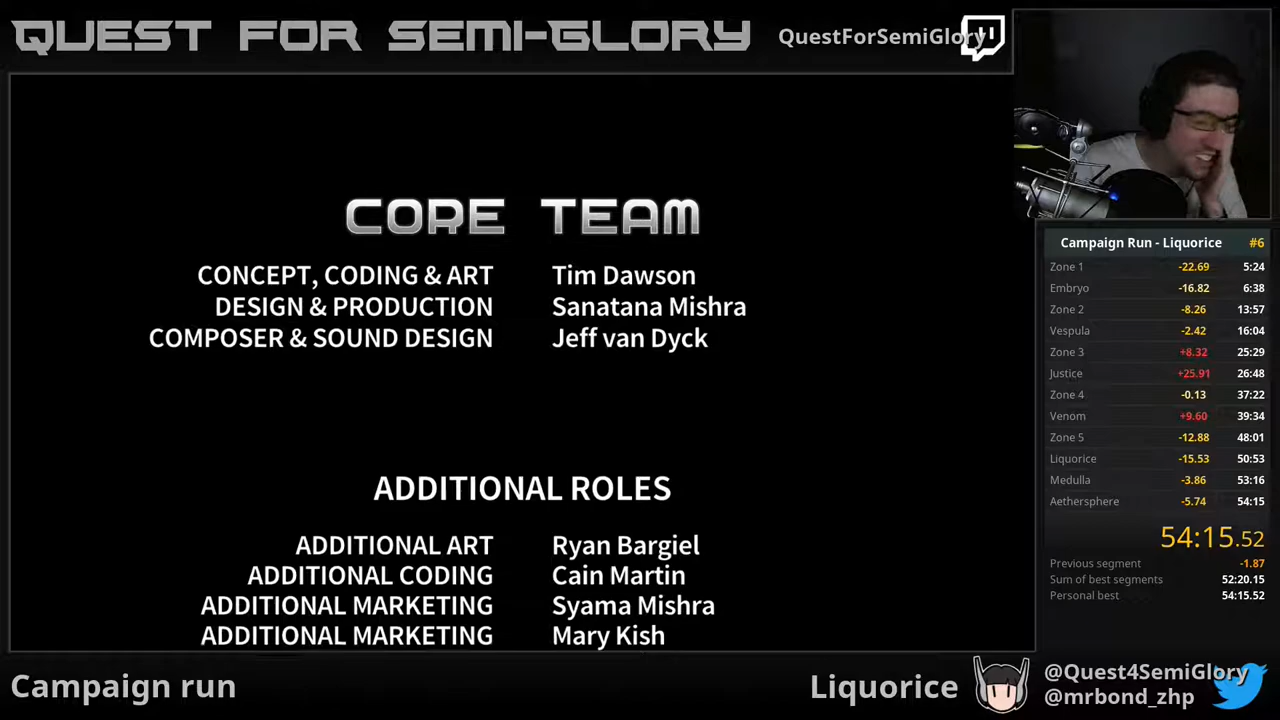 QUEST FOR SEMI-GLORY
QuestForSemiGlory
CORE TEAM
CONCEPT, CODING & ART Tim Dawson
DESIGN & PRODUCTION Sanatana Mishra
COMPOSER & SOUND DESIGN Jeff van Dyck
ADDITIONAL ROLES
ADDITIONAL ART Ryan Bargiel
ADDITIONAL CODING Cain Martin
ADDITIONAL MARKETING Syama Mishra
ADDITIONAL MARKETING Mary Kish
Campaign Run - Liquorice #6
Zone 1 -22.69 5:24
Embryo -16.82 6:38
Zone 2 -8.26 13:57
Vespula -2.42 16:04
Zone 3 +8.32 25:29
Justice +25.91 26:48
Zone 4 -0.13 37:22
Venom +9.60 39:34
Zone 5 -12.88 48:01
Liquorice -15.53 50:53
Medulla -3.86 53:16
Aethersphere -5.74 54:15
54:15.52
Previous segment -1.87
Sum of best segments 52:20.15
Personal best 54:15.52
Campaign run
Liquorice
@Quest4SemiGlory
@mrbond_zhp